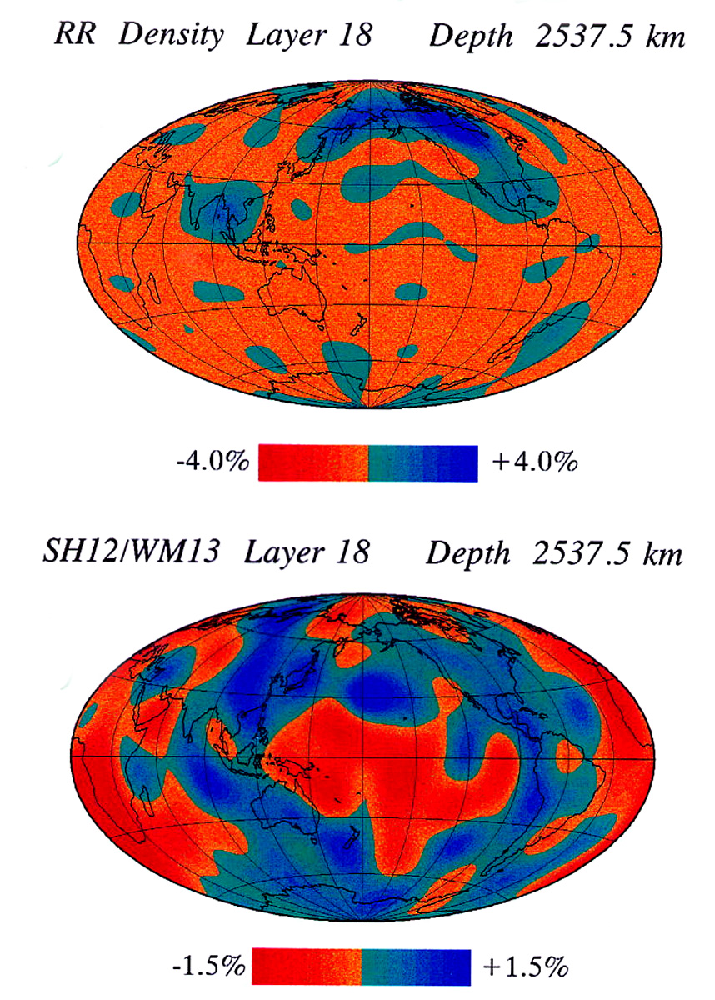 RR Density Layer 18 Depth 2537.5 km
-4.0% +4.0%
SH12/WM13 Layer 18 Depth 2537.5 km
-1.5% +1.5%